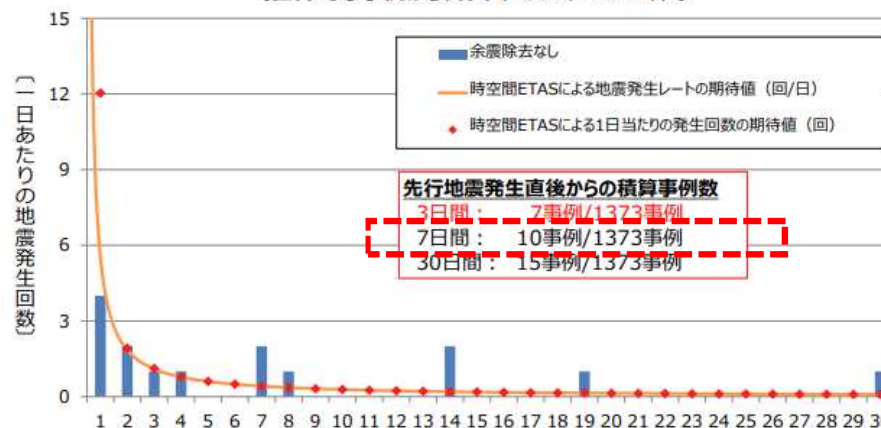 15
12
9
6
3
0
〔一日あたりの地震発生回数〕
余震除去なし
時空間ETASによる地震発生レートの期待値（回/日）
時空間ETASによる1日当たりの発生回数の期待値（回）
先行地震発生直後からの積算事例数
3日間： 7事例/1373事例
7日間： 10事例/1373事例
30日間： 15事例/1373事例
1 2 3 4 5 6 7 8 9 10 11 12 13 14 15 16 17 18 19 20 21 22 23 24 25 26 27 28 29